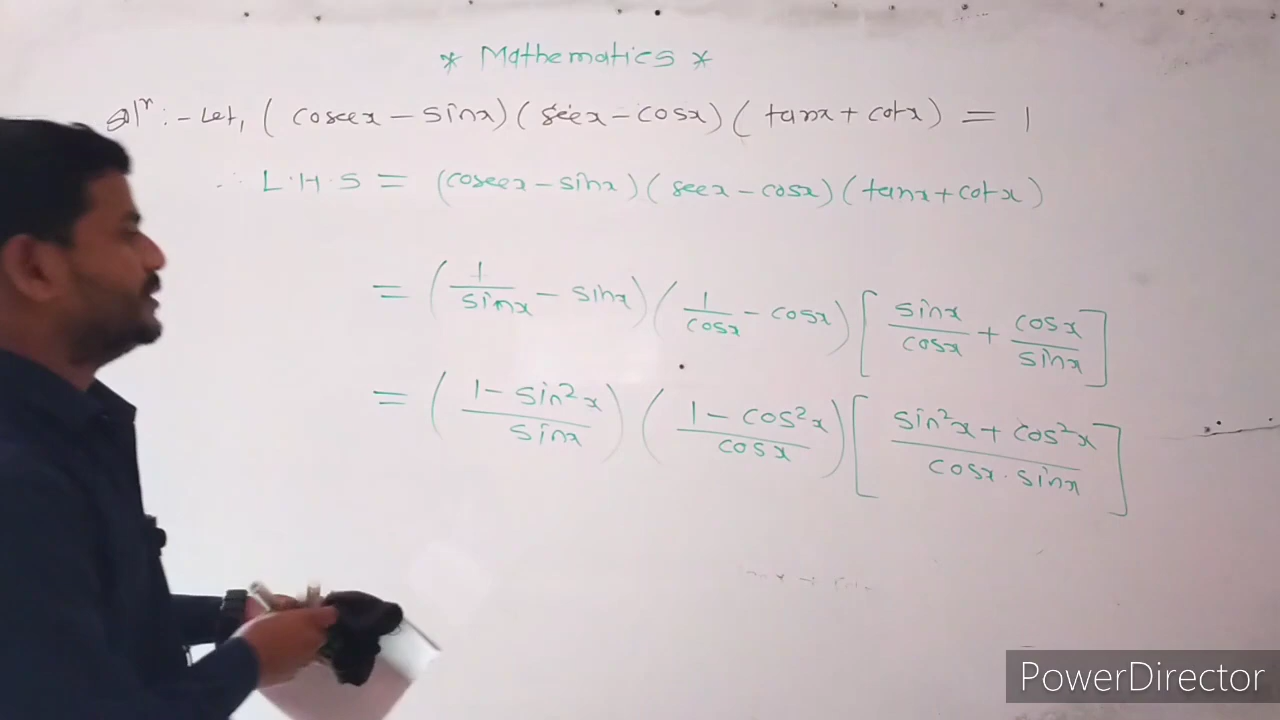 * Mathematics *
Solⁿ :- Let, ( cosecx - sinx ) ( secx - cosx ) ( tanx + cotx ) = 1
∴ L.H.S = (cosecx - sinx ) ( secx - cosx ) ( tanx + cotx )
= ( 1/sinx - sinx ) ( 1/cosx - cosx ) [ sinx/cosx + cosx/sinx ]
= ( 1 - sin²x / sinx ) ( 1 - cos²x / cosx ) [ sin²x + cos²x / cosx . sinx ]
PowerDirector